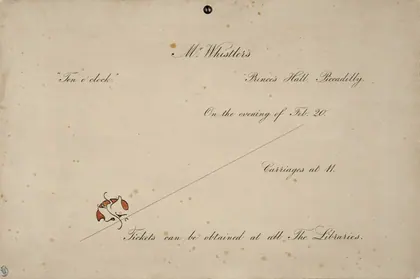 Mr Whistler's
"Ten o'clock."
Prince's Hall, Piccadilly.
On the evening of Feb. 20.
Carriages at 11.
Tickets can be obtained at all The Libraries.